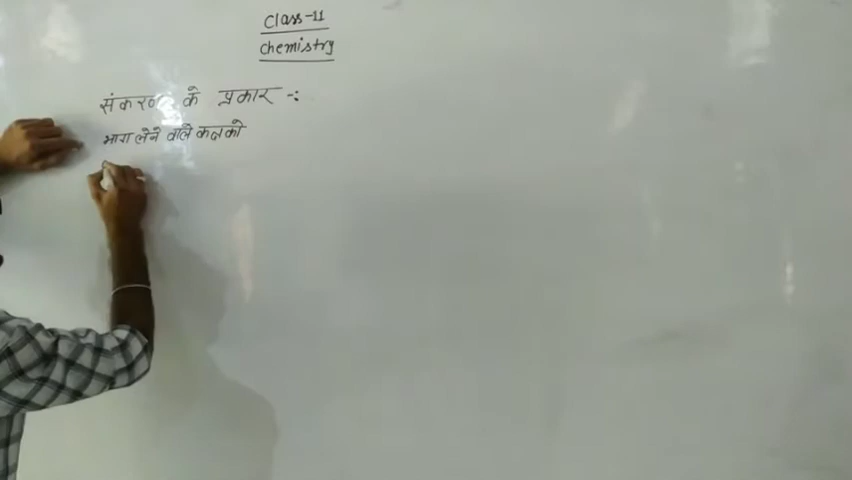 Class-11
Chemistry
संकरण के प्रकार -:
भाग लेने वाले कक्षको